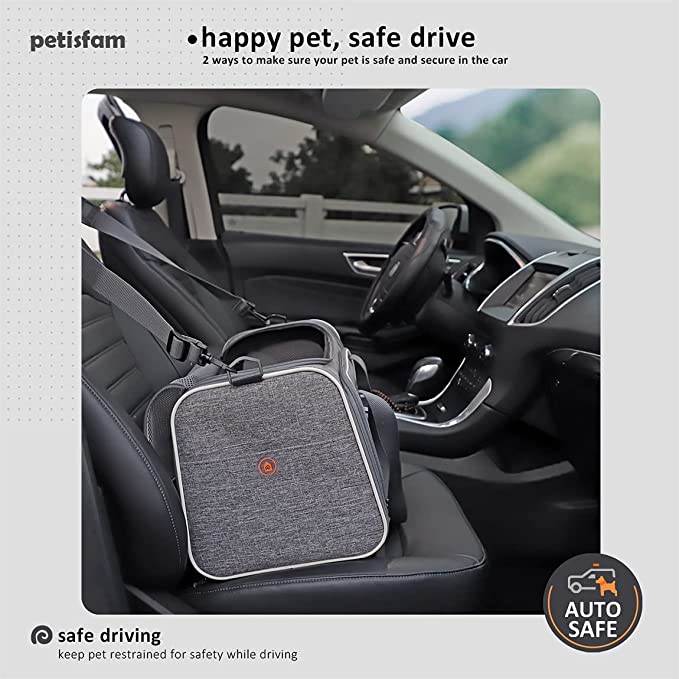 petisfam
•happy pet, safe drive
2 ways to make sure your pet is safe and secure in the car
AUTO
SAFE
safe driving
keep pet restrained for safety while driving